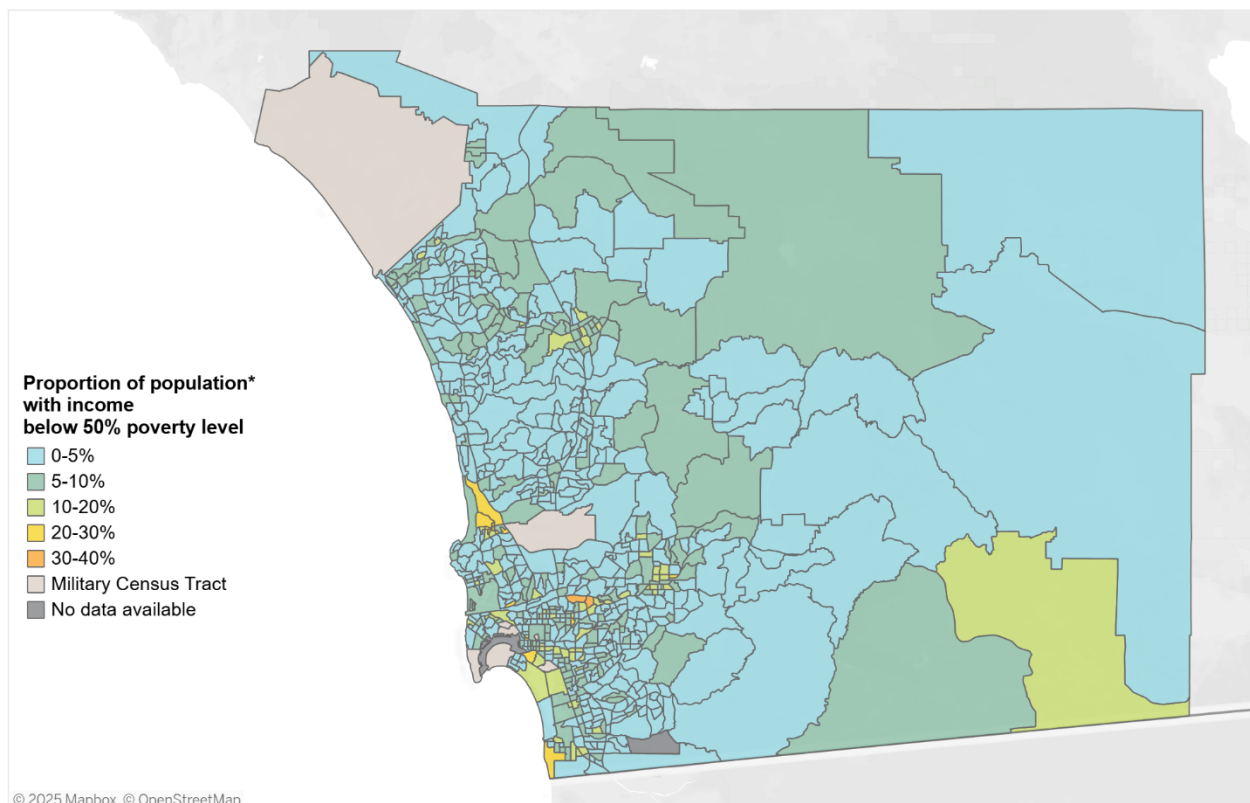 Proportion of population*
with income
below 50% poverty level
0-5%
5-10%
10-20%
20-30%
30-40%
Military Census Tract
No data available
© 2025 Mapbox © OpenStreetMap